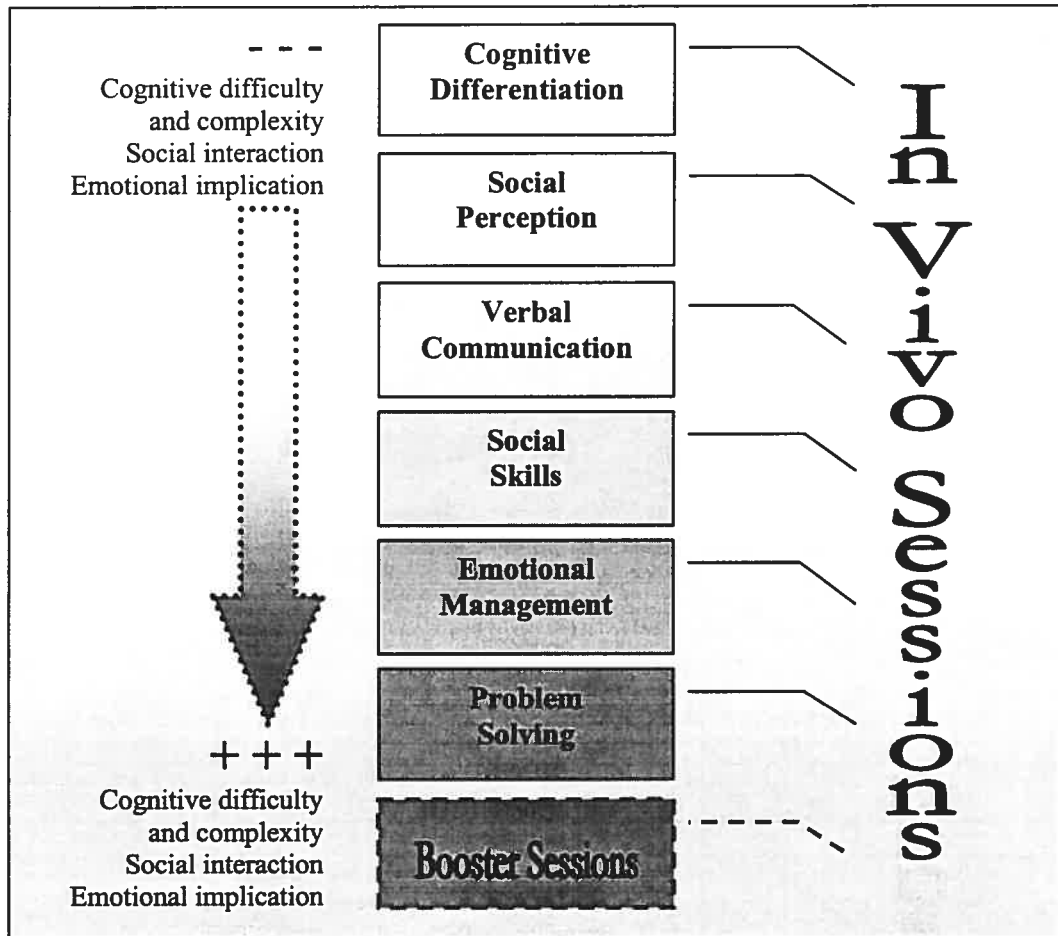 - - -
Cognitive difficulty
and complexity
Social interaction
Emotional implication
+ + +
Cognitive difficulty
and complexity
Social interaction
Emotional implication
Cognitive
Differentiation
Social
Perception
Verbal
Communication
Social
Skills
Emotional
Management
Problem
Solving
Booster Sessions
In Vivo Sessions